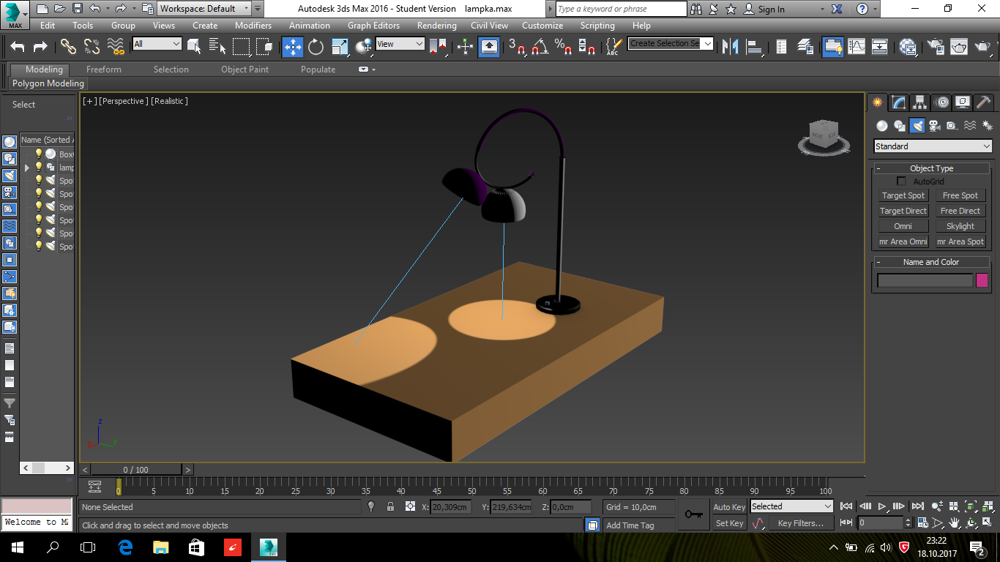 MAX
Workspace: Default
Autodesk 3ds Max 2016 - Student Version    lampka.max
Type a keyword or phrase
Sign In
Edit Tools Group Views Create Modifiers Animation Graph Editors Rendering Civil View Customize Scripting Help
All
View
3
ABC
Create Selection Se
Modeling Freeform Selection Object Paint Populate
Polygon Modeling
Select
[+] [Perspective] [Realistic]
RIGHT
Standard
Name (Sorted A
Box
lamp
Spot
Spot
Spot
Spot
Spot
Spot
- Object Type
AutoGrid
Target Spot Free Spot
Target Direct Free Direct
Omni Skylight
mr Area Omni mr Area Spot
- Name and Color
z
x
y
< 0 / 100 >
0 5 10 15 20 25 30 35 40 45 50 55 60 65 70 75 80 85 90 95 100
None Selected
X: 20,309cm Y: 219,634cm Z: 0,0cm
Grid = 10,0cm
Auto Key
Selected
Welcome to M
Click and drag to select and move objects
Add Time Tag
Set Key
Key Filters...
0
23:22
18.10.2017
2